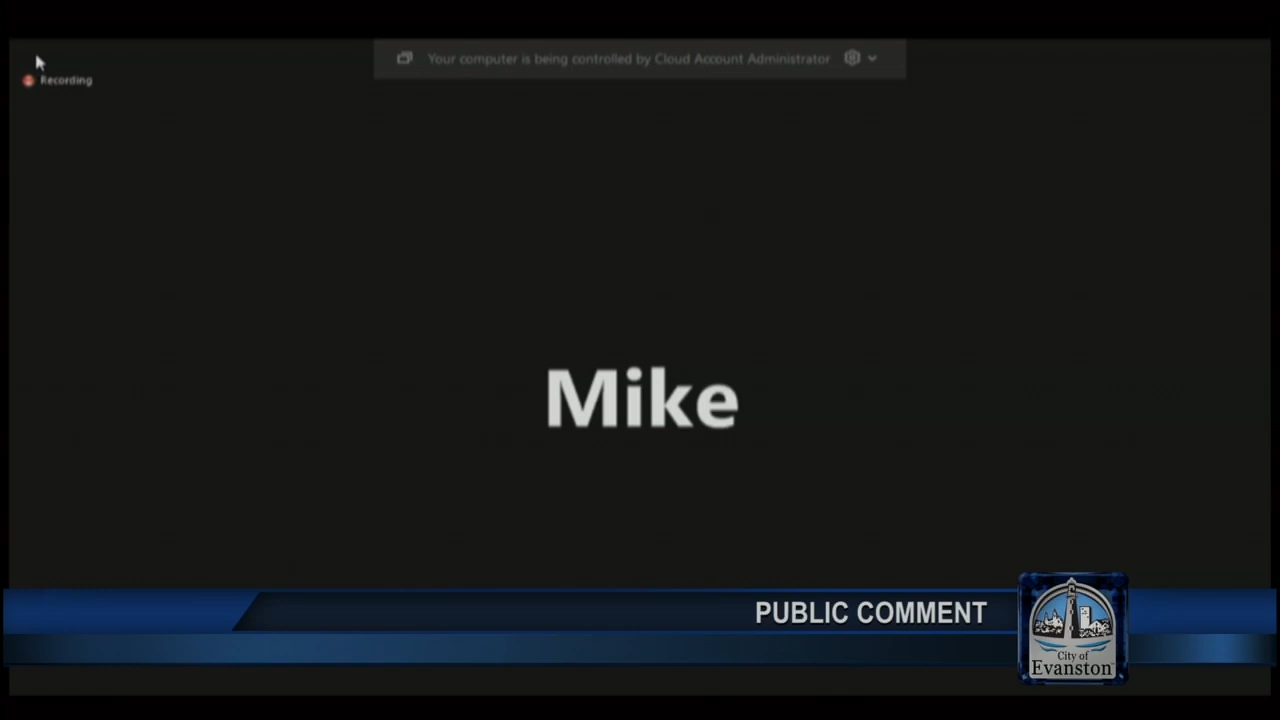 Your computer is being controlled by Cloud Account Administrator
Recording
Mike
PUBLIC COMMENT
City of
Evanston